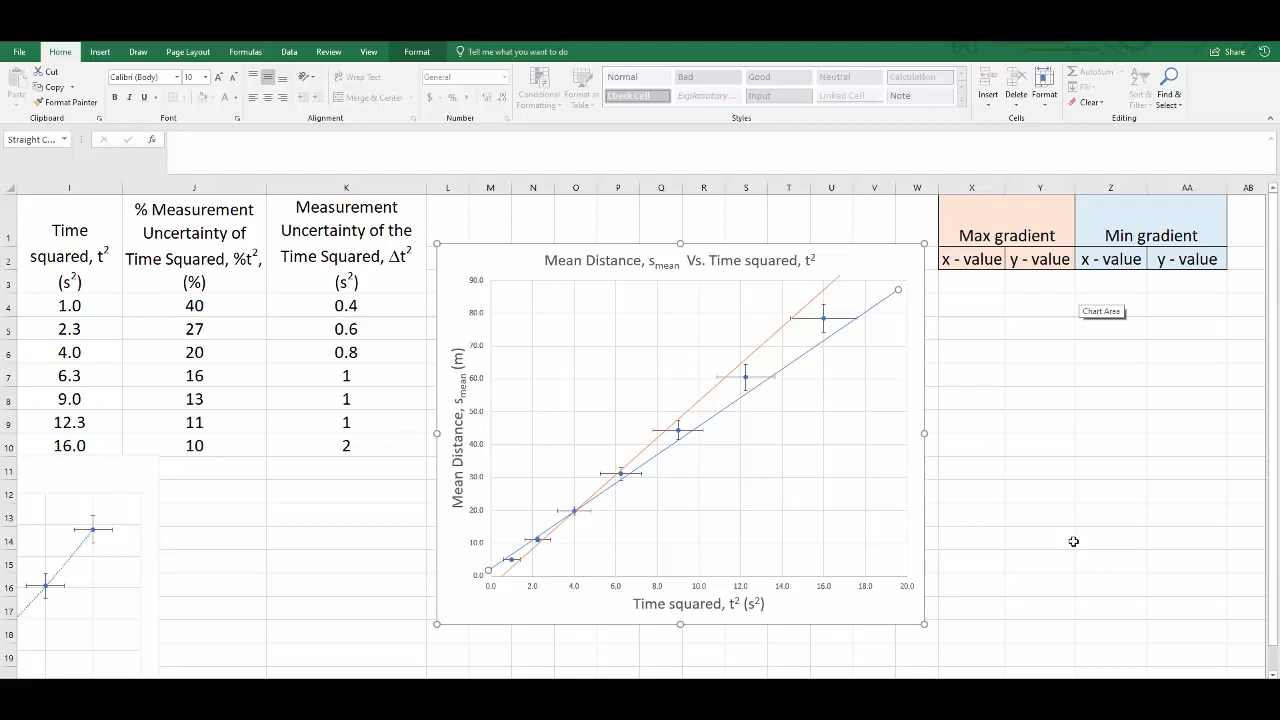 File Home Insert Draw Page Layout Formulas Data Review View Format Tell me what you want to do Share
Cut
Copy
Format Painter
Paste
Clipboard
Calibri (Body) 10
B I U
Font
Wrap Text
Merge & Center
Alignment
General
$ % ,
Number
Conditional Formatting
Format as Table
Normal Bad Good Neutral Calculation
Check Cell Explanatory ... Input Linked Cell Note
Styles
Insert Delete Format
Cells
AutoSum
Fill
Clear
Sort & Filter
Find & Select
Editing
Straight C... fx
I J K L M N O P Q R S T U V W X Y Z AA AB
1
2
3
4
5
6
7
8
9
10
11
12
13
14
15
16
17
18
19
Time squared, t² (s²)
1.0
2.3
4.0
6.3
9.0
12.3
16.0
% Measurement Uncertainty of Time Squared, %t², (%)
40
27
20
16
13
11
10
Measurement Uncertainty of the Time Squared, Δt² (s²)
0.4
0.6
0.8
1
1
1
2
Mean Distance, smean Vs. Time squared, t²
Mean Distance, smean (m)
90.0
80.0
70.0
60.0
50.0
40.0
30.0
20.0
10.0
0.0
0.0 2.0 4.0 6.0 8.0 10.0 12.0 14.0 16.0 18.0 20.0
Time squared, t² (s²)
Max gradient Min gradient
x - value y - value x - value y - value
Chart Area